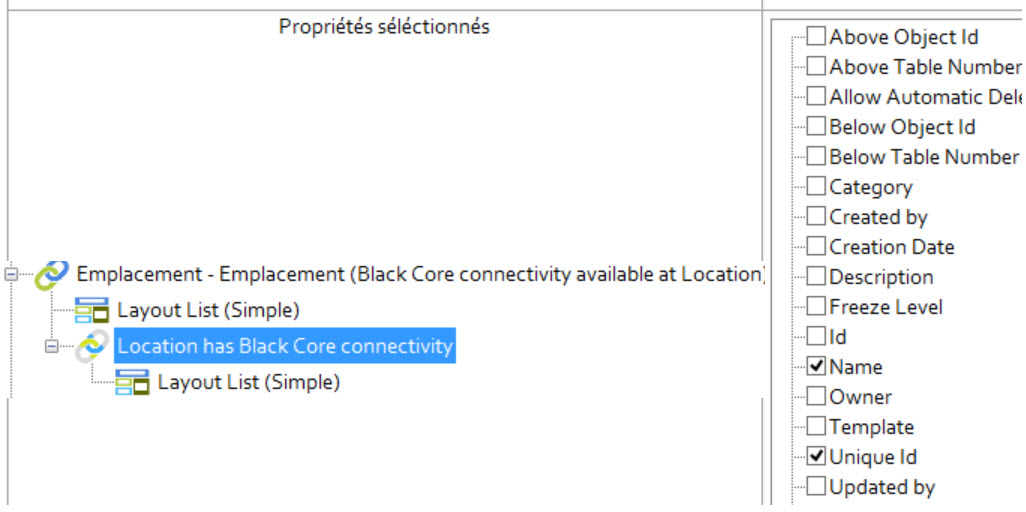 Propriétés séléctionnés
Emplacement - Emplacement (Black Core connectivity available at Location)
Layout List (Simple)
Location has Black Core connectivity
Layout List (Simple)
Above Object Id
Above Table Number
Allow Automatic Dele
Below Object Id
Below Table Number
Category
Created by
Creation Date
Description
Freeze Level
Id
Name
Owner
Template
Unique Id
Updated by